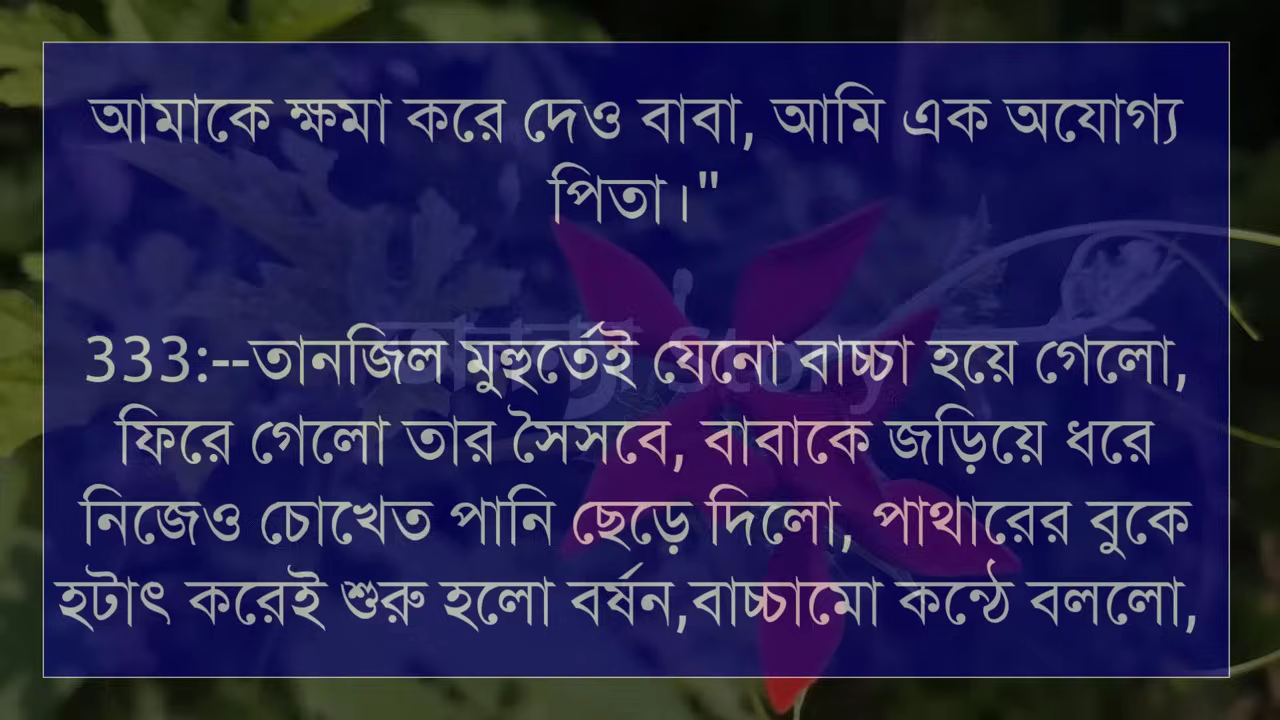 আমাকে ক্ষমা করে দেও বাবা, আমি এক অযোগ্য
পিতা।"
333:--তানজিল মুহুর্তেই যেনো বাচ্চা হয়ে গেলো,
ফিরে গেলো তার সৈসবে, বাবাকে জড়িয়ে ধরে
নিজেও চোখেত পানি ছেড়ে দিলো, পাথারের বুকে
হটাৎ করেই শুরু হলো বর্ষন,বাচ্চামো কন্ঠে বললো,